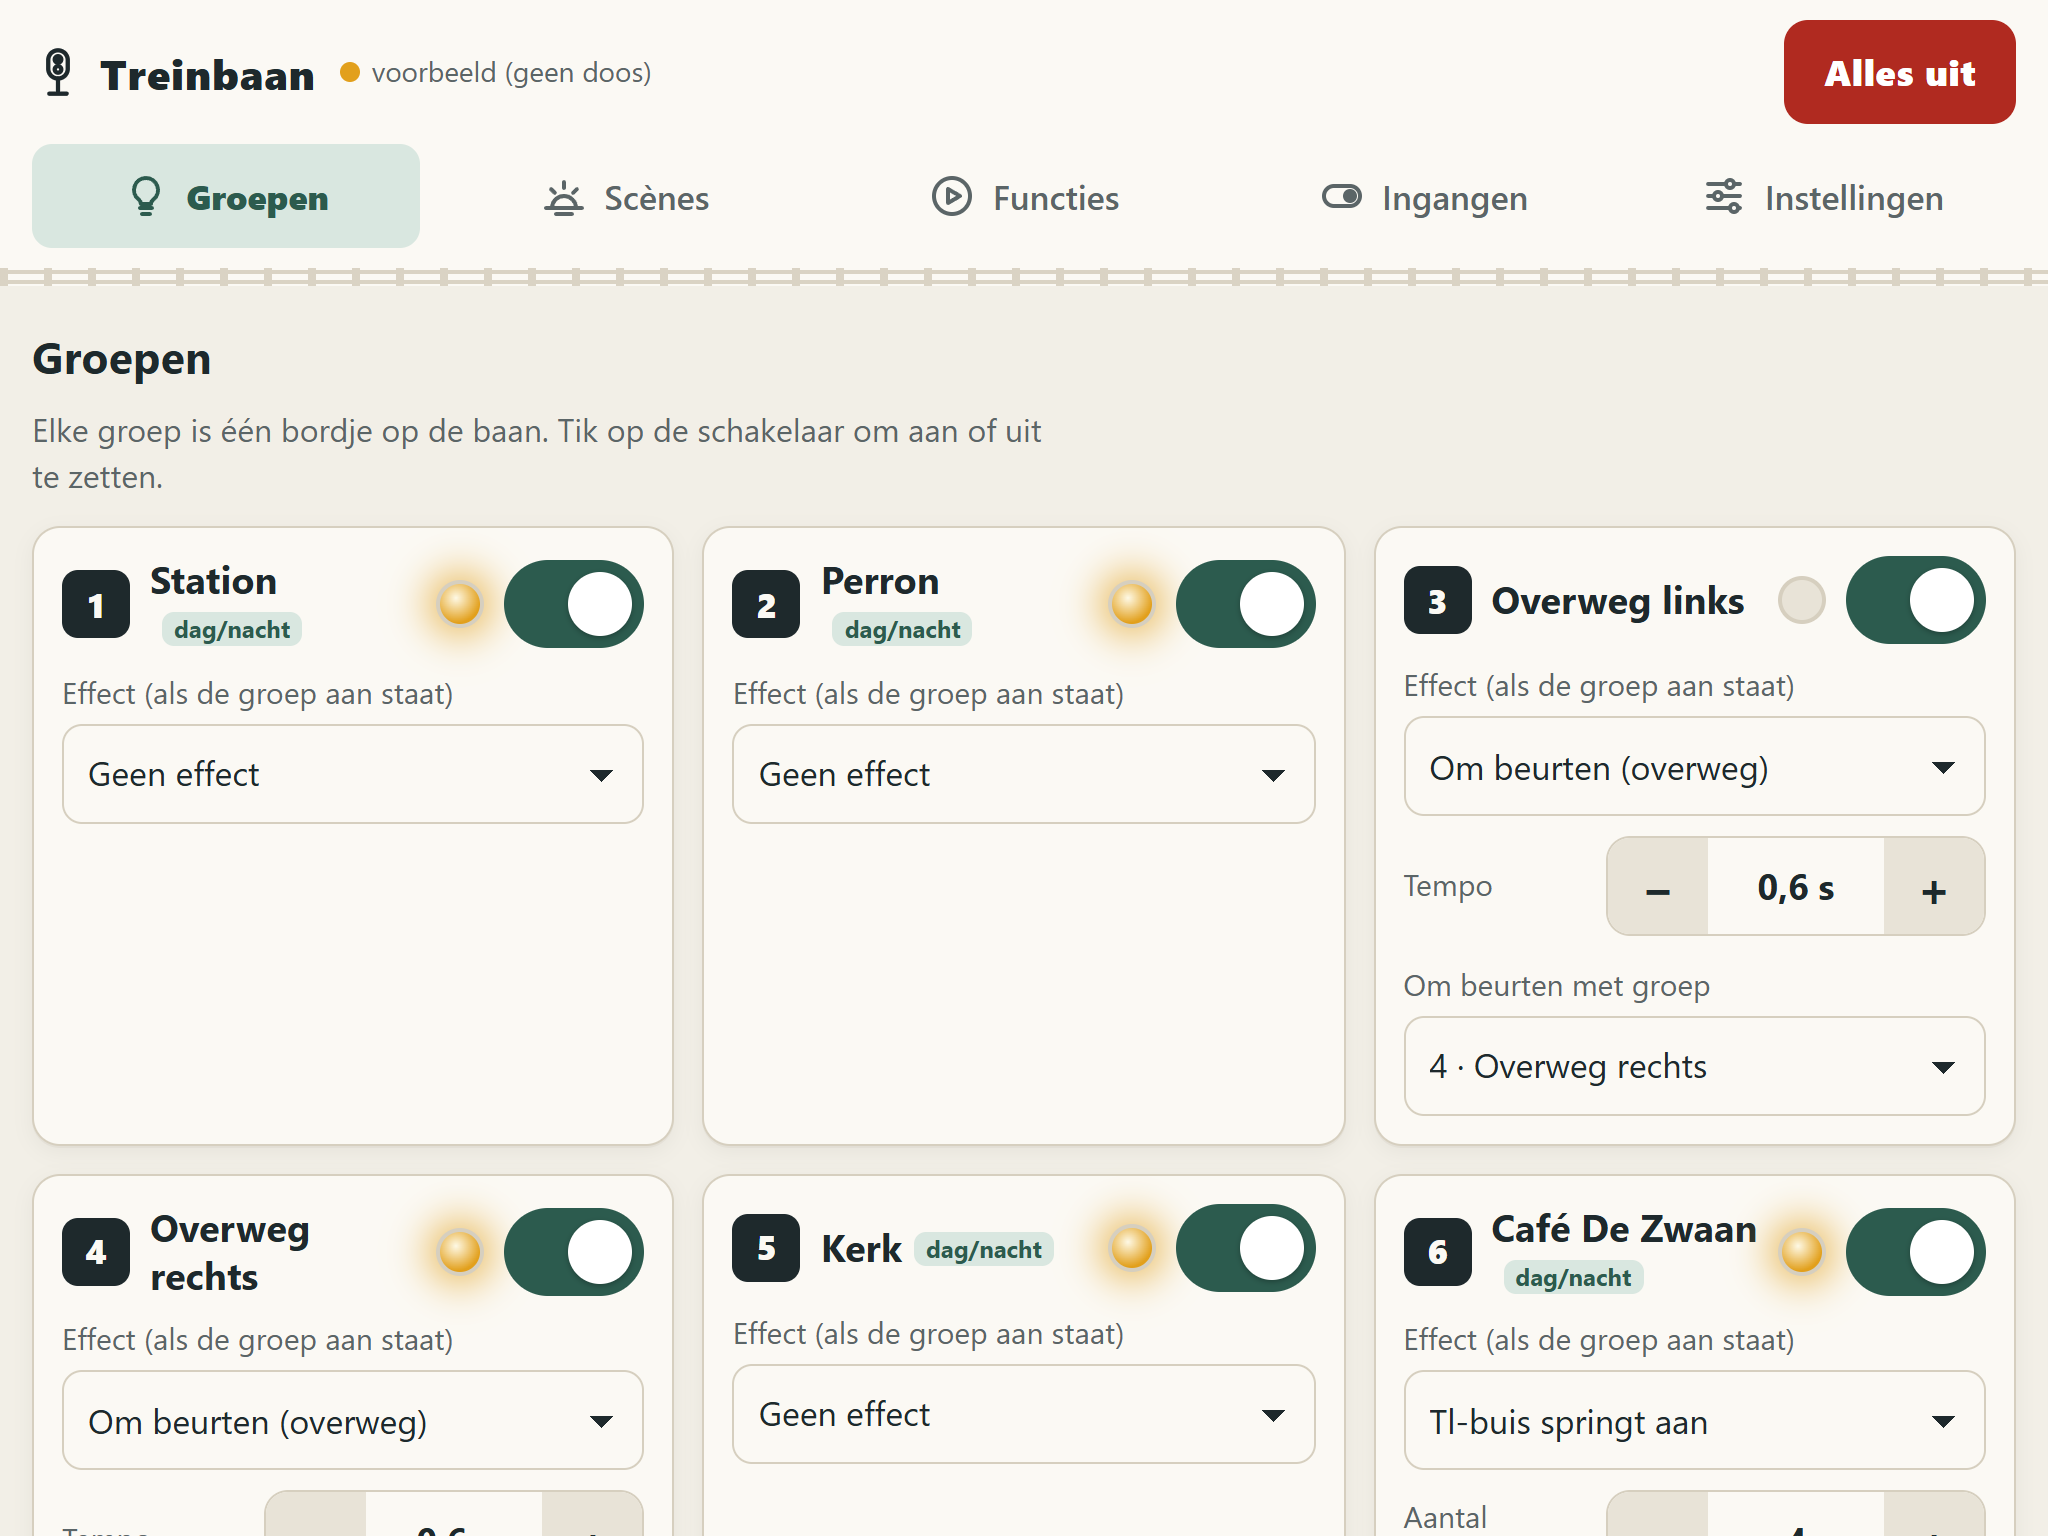 Treinbaan
voorbeeld (geen doos)
Alles uit
Groepen
Scènes
Functies
Ingangen
Instellingen
Groepen
Elke groep is één bordje op de baan. Tik op de schakelaar om aan of uit
te zetten.
1
Station
dag/nacht
Effect (als de groep aan staat)
Geen effect
2
Perron
dag/nacht
Effect (als de groep aan staat)
Geen effect
3
Overweg links
Effect (als de groep aan staat)
Om beurten (overweg)
Tempo
− 0,6 s +
Om beurten met groep
4 · Overweg rechts
4
Overweg
rechts
Effect (als de groep aan staat)
Om beurten (overweg)
5
Kerk
dag/nacht
Effect (als de groep aan staat)
Geen effect
6
Café De Zwaan
dag/nacht
Effect (als de groep aan staat)
Tl-buis springt aan
Aantal